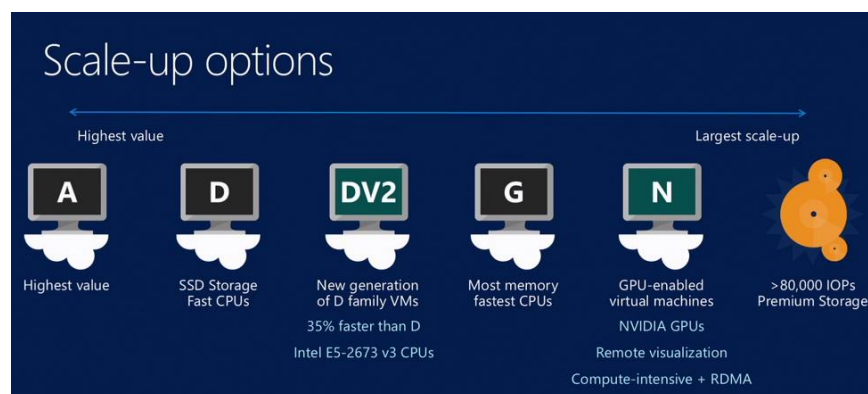 Scale-up options
Highest value
Largest scale-up
A
D
DV2
G
N
Highest value
SSD Storage
Fast CPUs
New generation
of D family VMs
35% faster than D
Intel E5-2673 v3 CPUs
Most memory
fastest CPUs
GPU-enabled
virtual machines
NVIDIA GPUs
Remote visualization
Compute-intensive + RDMA
>80,000 IOPs
Premium Storage